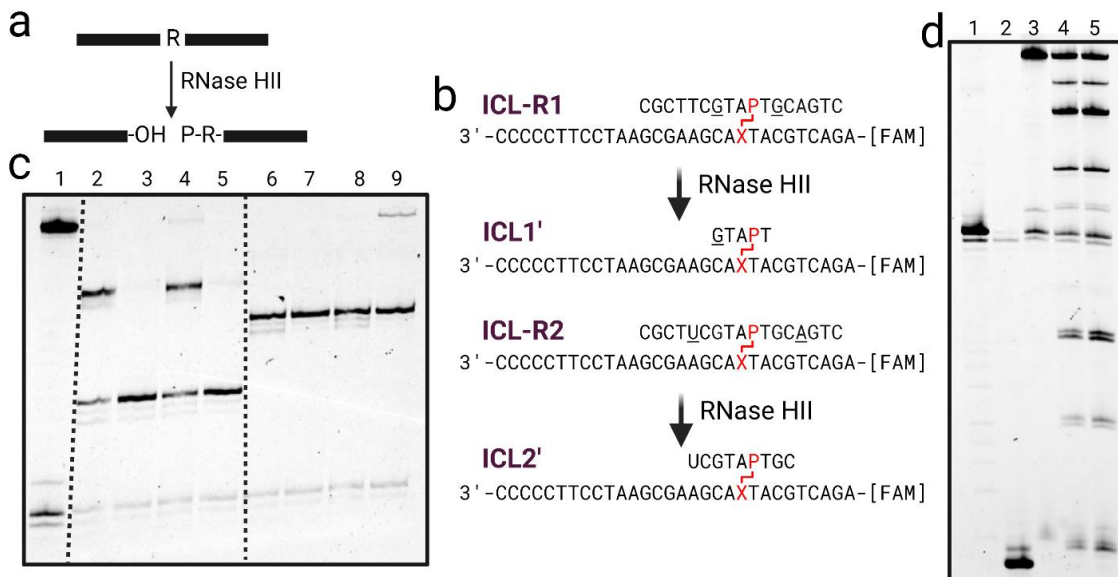 a
R
RNase HII
-OH P-R-
b
ICL-R1
CGCTTCGTAPTGCAGTC
3'-CCCCCTTCCTAAGCGAAGCAXTACGTCAGA-[FAM]
RNase HII
ICL1'
GTAPT
3'-CCCCCTTCCTAAGCGAAGCAXTACGTCAGA-[FAM]
ICL-R2
CGCTUCGTAPTGCAGTC
3'-CCCCCTTCCTAAGCGAAGCAXTACGTCAGA-[FAM]
RNase HII
ICL2'
UCGTAPTGC
3'-CCCCCTTCCTAAGCGAAGCAXTACGTCAGA-[FAM]
c
1 2 3 4 5 6 7 8 9
d
1 2 3 4 5